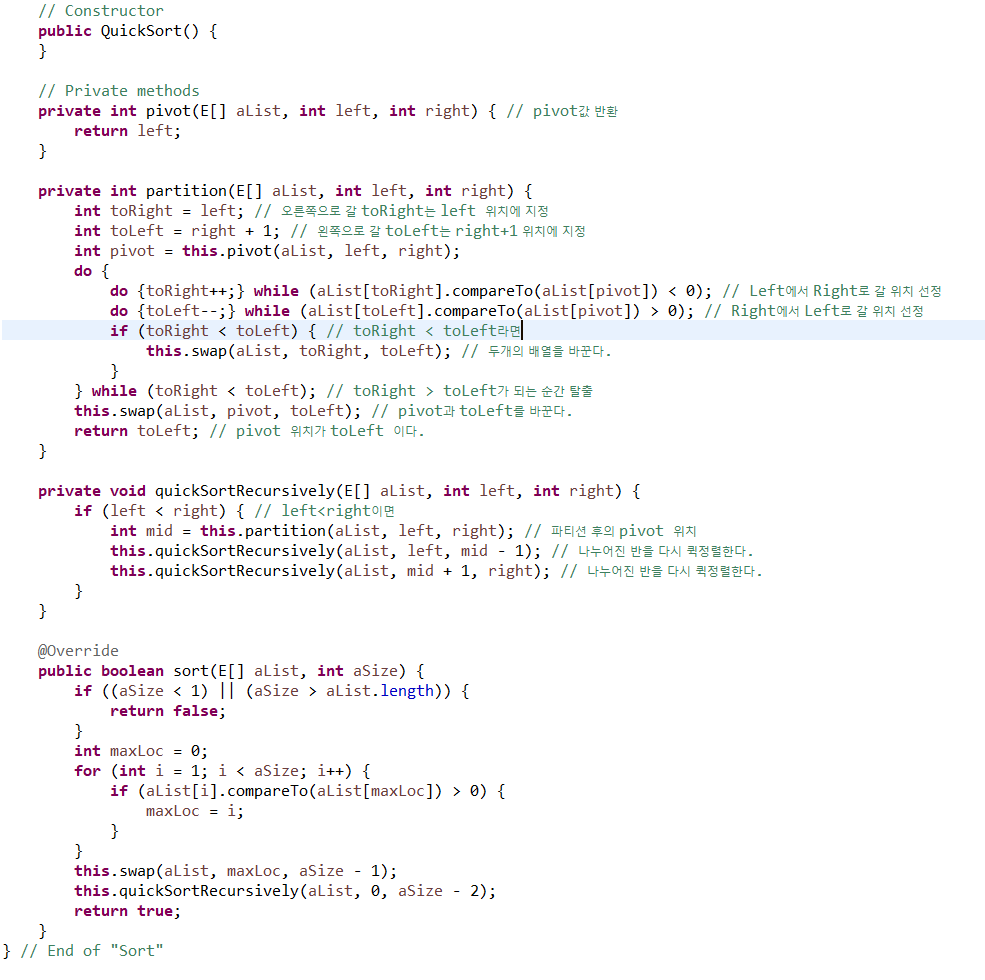 // Constructor
public QuickSort() {
}
// Private methods
private int pivot(E[] aList, int left, int right) { // pivot값 반환
return left;
}
private int partition(E[] aList, int left, int right) {
int toRight = left; // 오른쪽으로 갈 toRight는 left 위치에 지정
int toLeft = right + 1; // 왼쪽으로 갈 toLeft는 right+1 위치에 지정
int pivot = this.pivot(aList, left, right);
do {
do {toRight++;} while (aList[toRight].compareTo(aList[pivot]) < 0); // Left에서 Right로 갈 위치 선정
do {toLeft--;} while (aList[toLeft].compareTo(aList[pivot]) > 0); // Right에서 Left로 갈 위치 선정
if (toRight < toLeft) { // toRight < toLeft라면
this.swap(aList, toRight, toLeft); // 두개의 배열을 바꾼다.
}
} while (toRight < toLeft); // toRight > toLeft가 되는 순간 탈출
this.swap(aList, pivot, toLeft); // pivot과 toLeft를 바꾼다.
return toLeft; // pivot 위치가 toLeft 이다.
}
private void quickSortRecursively(E[] aList, int left, int right) {
if (left < right) { // left<right이면
int mid = this.partition(aList, left, right); // 파티션 후의 pivot 위치
this.quickSortRecursively(aList, left, mid - 1); // 나누어진 반을 다시 퀵정렬한다.
this.quickSortRecursively(aList, mid + 1, right); // 나누어진 반을 다시 퀵정렬한다.
}
}
@Override
public boolean sort(E[] aList, int aSize) {
if ((aSize < 1) || (aSize > aList.length)) {
return false;
}
int maxLoc = 0;
for (int i = 1; i < aSize; i++) {
if (aList[i].compareTo(aList[maxLoc]) > 0) {
maxLoc = i;
}
}
this.swap(aList, maxLoc, aSize - 1);
this.quickSortRecursively(aList, 0, aSize - 2);
return true;
}
} // End of "Sort"